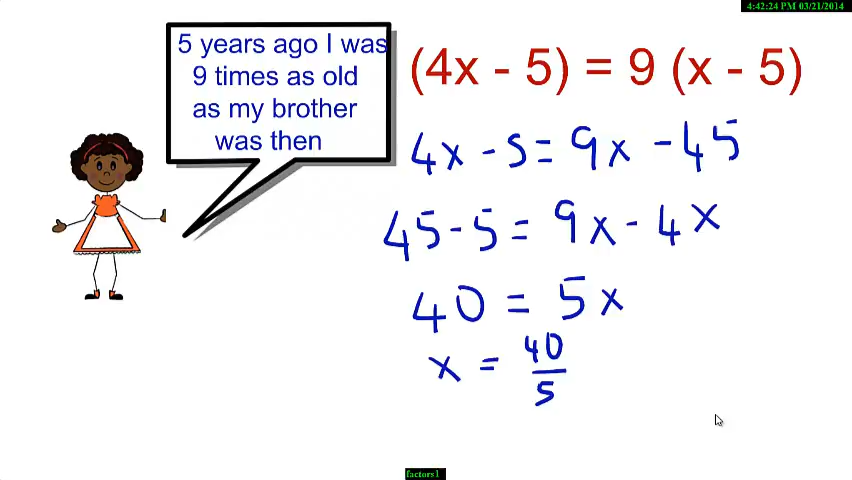 4:42:24 PM 03/21/2014
5 years ago I was
9 times as old
as my brother
was then
(4x - 5) = 9 (x - 5)
4x - 5 = 9x - 45
45 - 5 = 9x - 4x
40 = 5x
x = 40/5
factors1